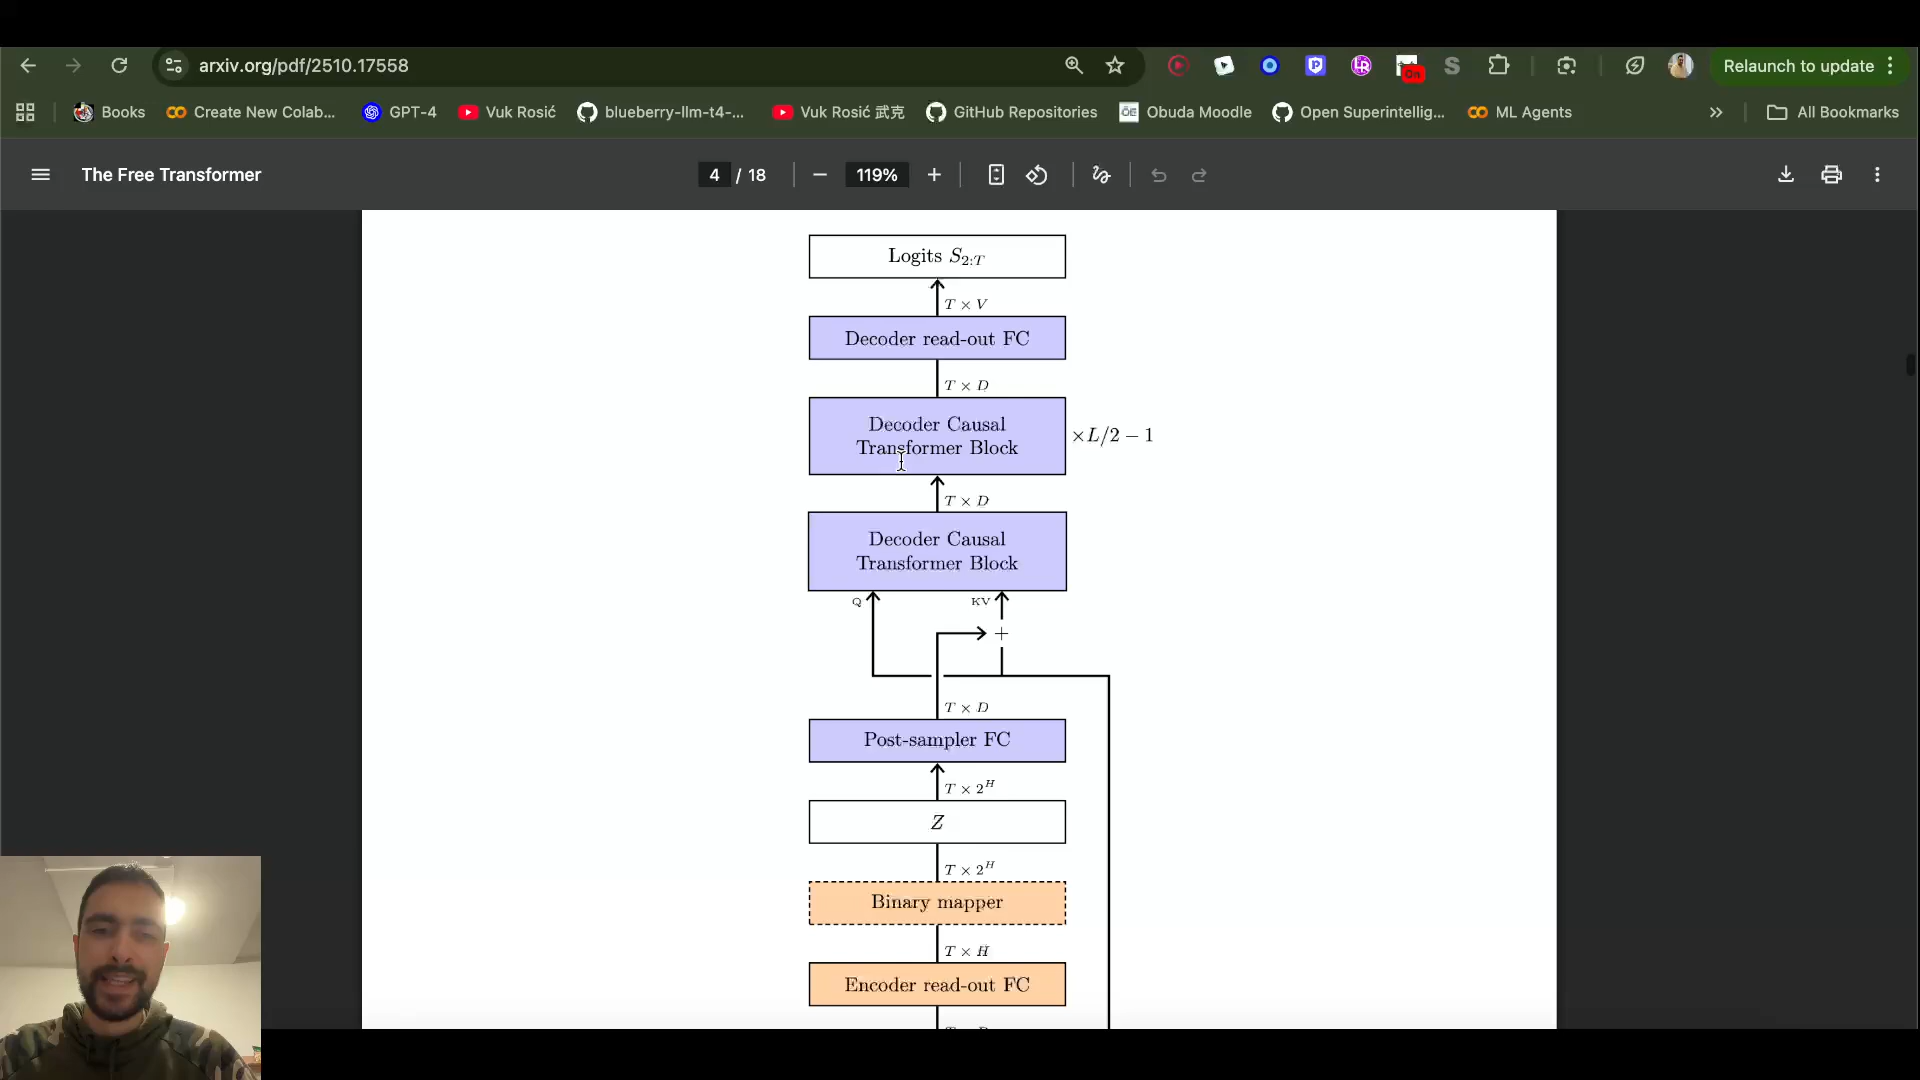 arxiv.org/pdf/2510.17558
On
Relaunch to update
Books
Create New Colab...
GPT-4
Vuk Rosić
blueberry-llm-t4-...
Vuk Rosić 武克
GitHub Repositories
Obuda Moodle
Open Superintellig...
ML Agents
»
All Bookmarks
The Free Transformer
4 / 18
119%
Logits S2:T
T × V
Decoder read-out FC
T × D
Decoder Causal
Transformer Block
×L/2 − 1
T × D
Decoder Causal
Transformer Block
Q
KV
+
T × D
Post-sampler FC
T × 2^H
Z
T × 2^H
Binary mapper
T × H
Encoder read-out FC